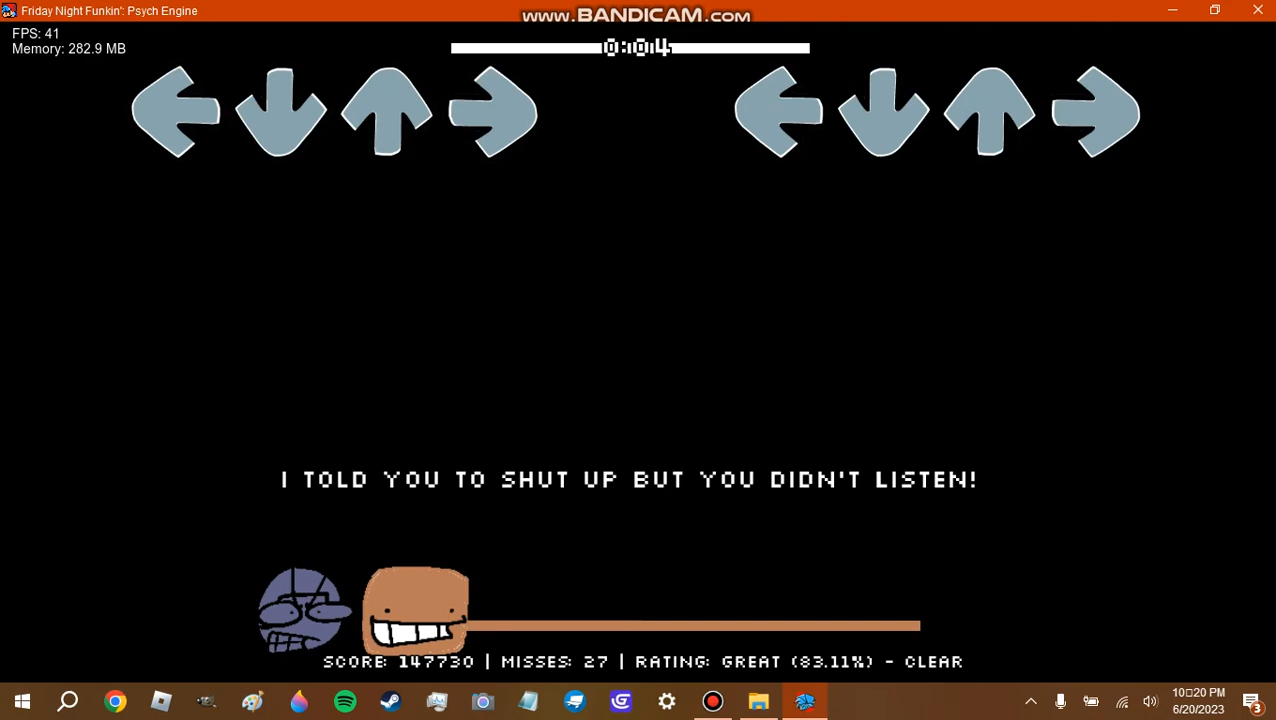 Friday Night Funkin': Psych Engine
www.BANDICAM.com
FPS: 41
Memory: 282.9 MB
0:04
I TOLD YOU TO SHUT UP BUT YOU DIDN'T LISTEN!
SCORE: 147730 | MISSES: 27 | RATING: GREAT (83.11%) - CLEAR
10□20 PM
6/20/2023
3